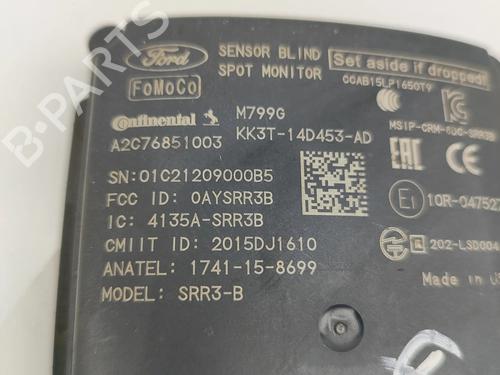 Ford
SENSOR BLIND
SPOT MONITOR
Set aside if dropped!
CCAB15LP1650T9
FoMoCo
Continental
M799G
A2C76851003
KK3T-14D453-AD
EAC
SN:01C21209000B5
FCC ID: OAYSRR3B
IC: 4135A-SRR3B
E1
10R-04752
CMIIT ID: 2015DJ1610
R
202-LSD004
ANATEL: 1741-15-8699
Made in
MODEL: SRR3-B
B-PARTS